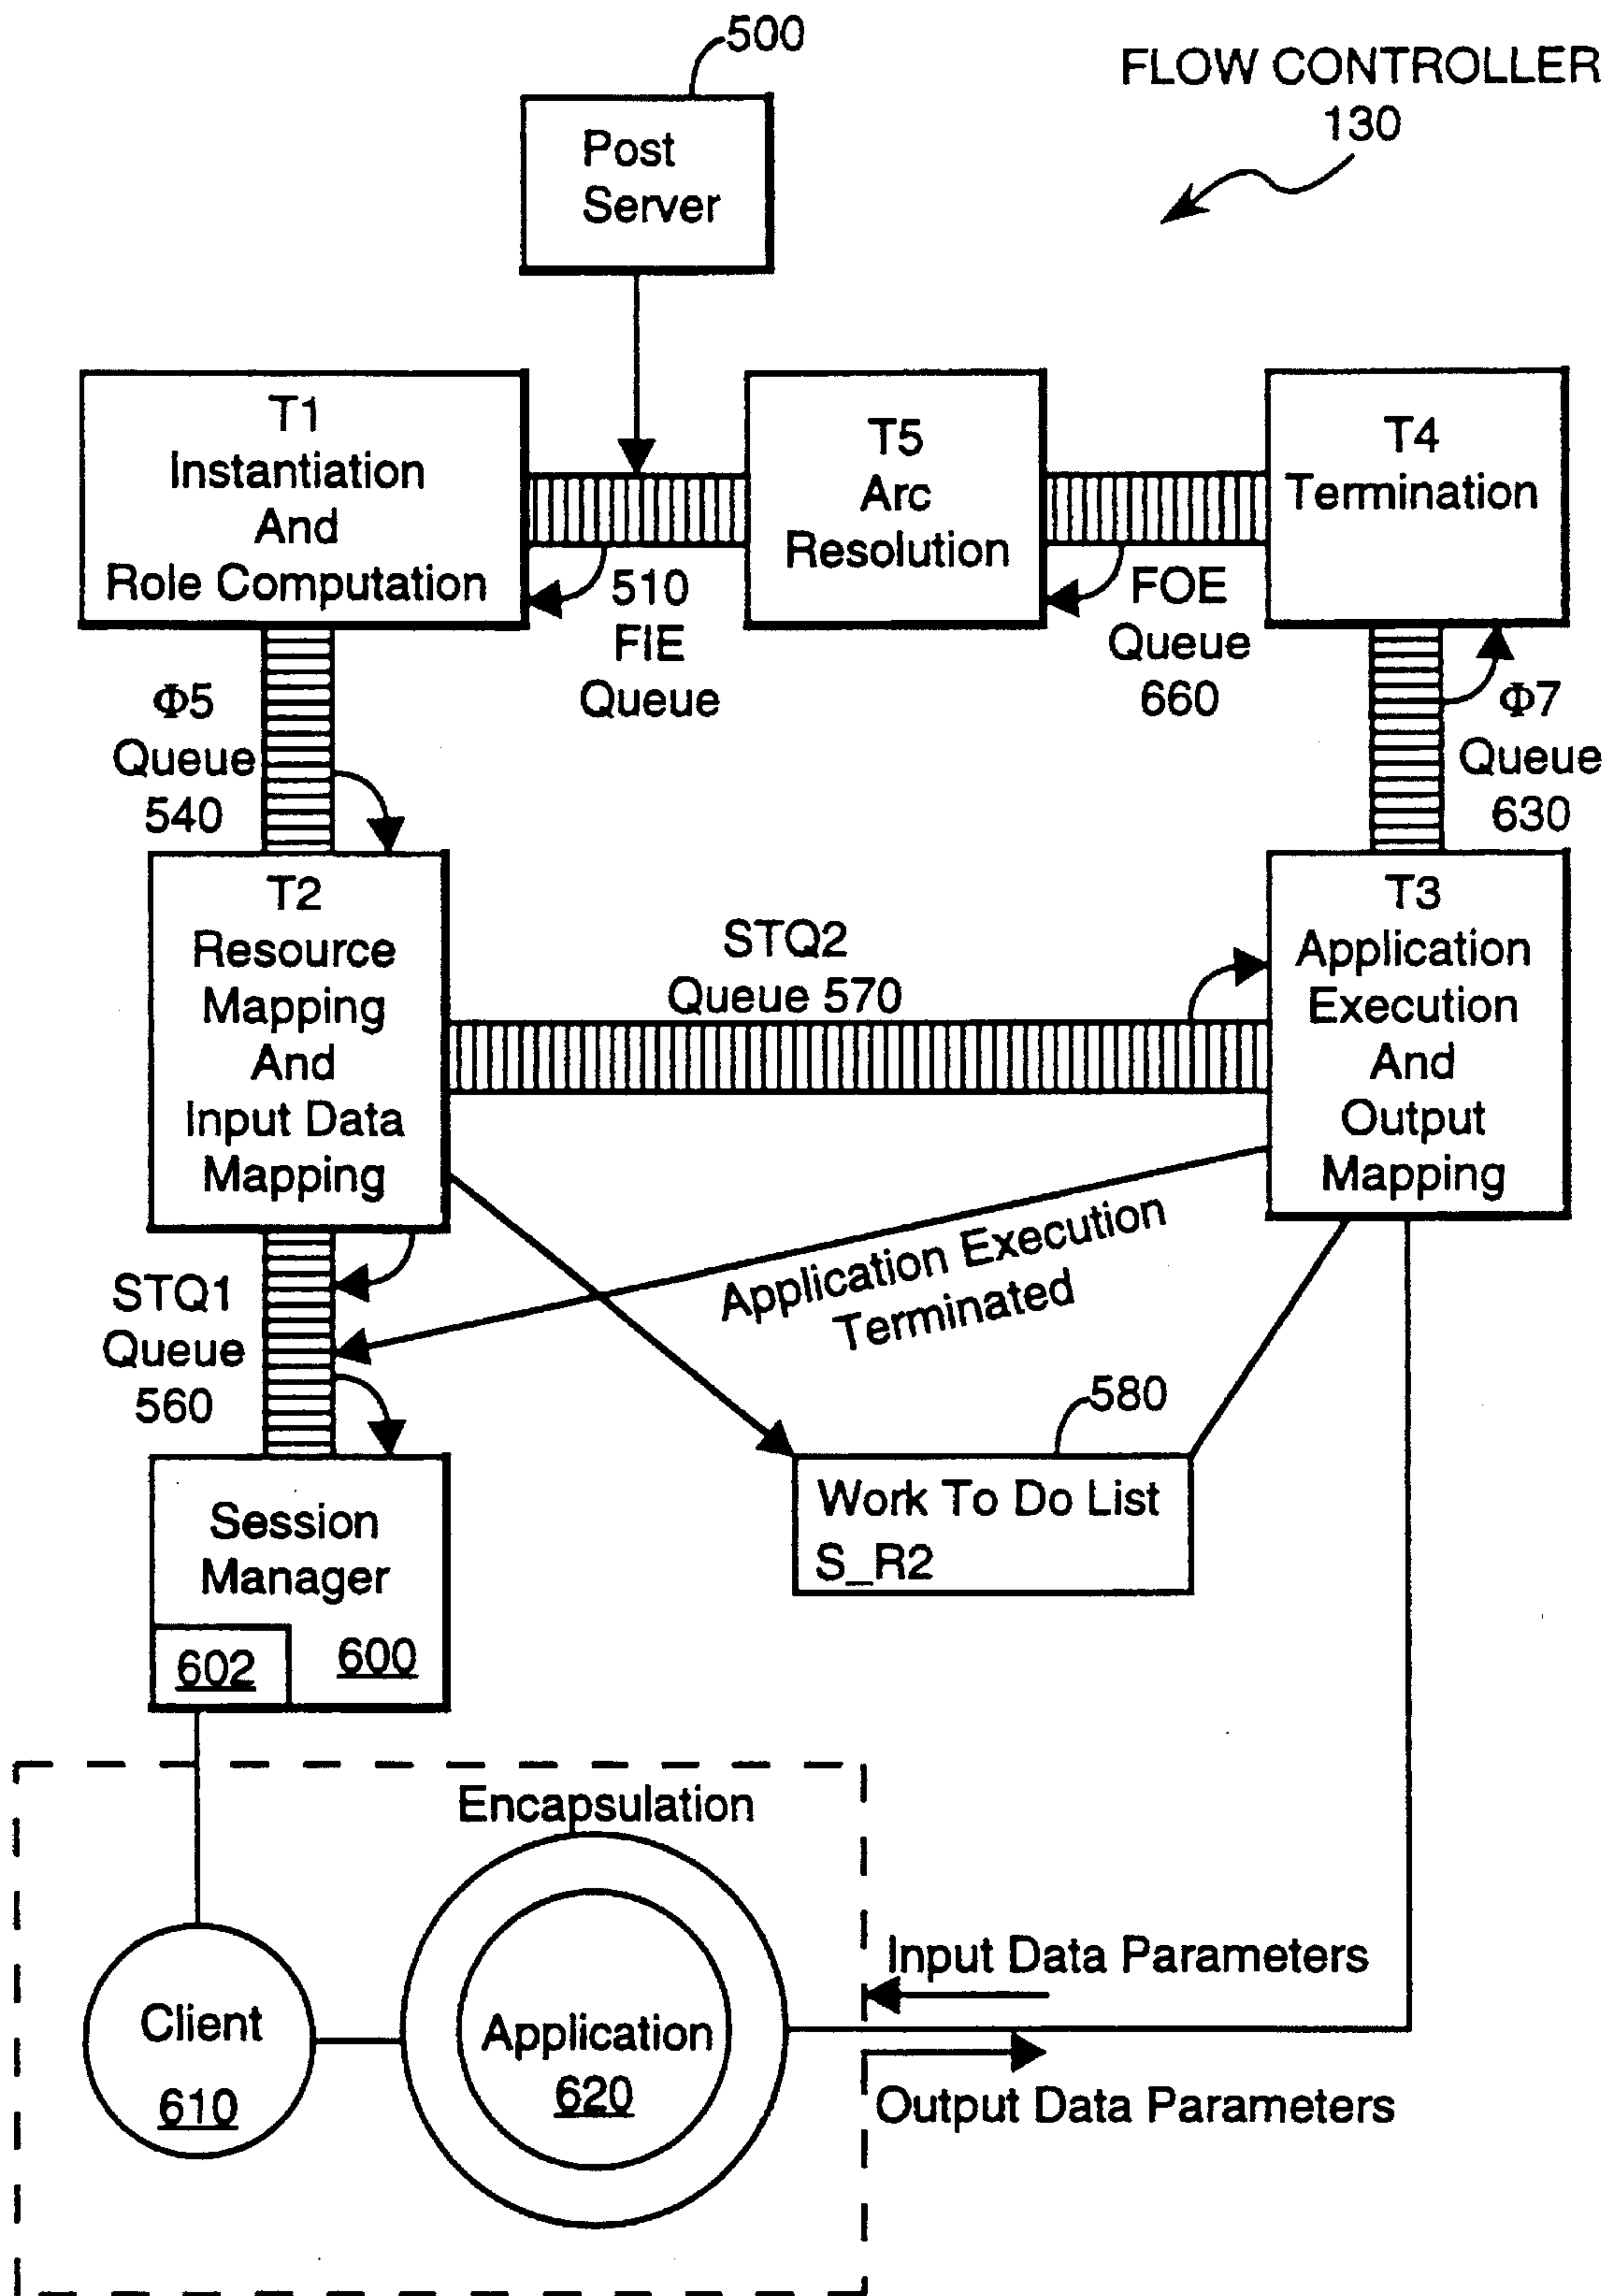 500
FLOW CONTROLLER
130
Post
Server
T1
Instantiation
And
Role Computation
T5
Arc
Resolution
T4
Termination
510
FIE
Queue
FOE
Queue
660
Φ5
Queue
540
Φ7
Queue
630
T2
Resource
Mapping
And
Input Data
Mapping
STQ2
Queue 570
T3
Application
Execution
And
Output
Mapping
Application Execution
Terminated
STQ1
Queue
560
580
Work To Do List
S_R2
Session
Manager
602
600
Encapsulation
Client
610
Application
620
Input Data Parameters
Output Data Parameters